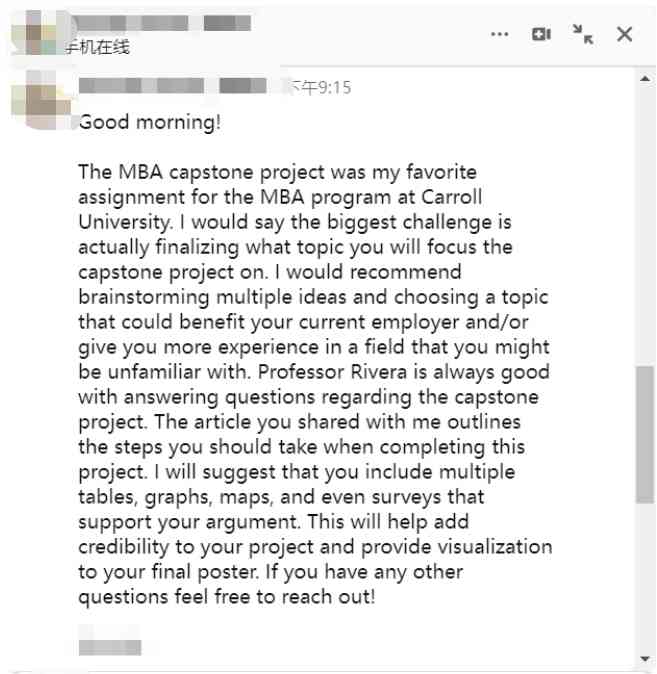 手机在线
下午9:15
Good morning!
The MBA capstone project was my favorite
assignment for the MBA program at Carroll
University. I would say the biggest challenge is
actually finalizing what topic you will focus the
capstone project on. I would recommend
brainstorming multiple ideas and choosing a topic
that could benefit your current employer and/or
give you more experience in a field that you might
be unfamiliar with. Professor Rivera is always good
with answering questions regarding the capstone
project. The article you shared with me outlines
the steps you should take when completing this
project. I will suggest that you include multiple
tables, graphs, maps, and even surveys that
support your argument. This will help add
credibility to your project and provide visualization
to your final poster. If you have any other
questions feel free to reach out!